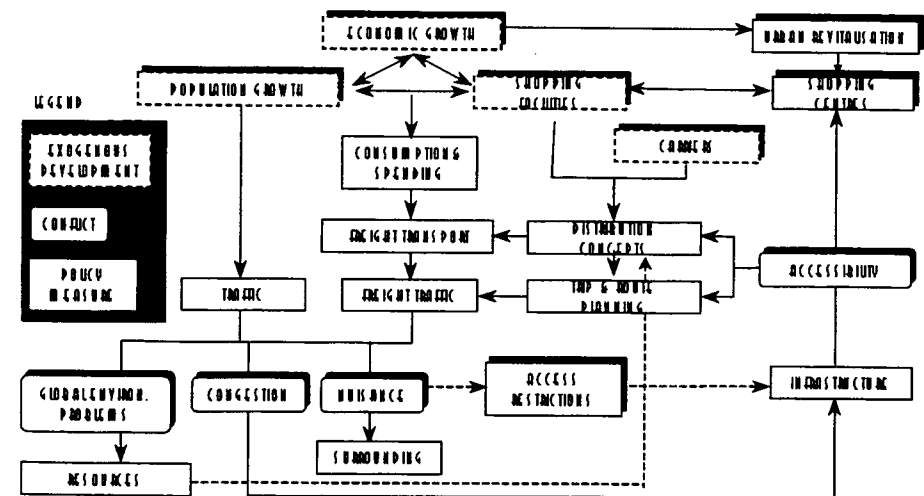 ECONOMIC GROWTH
URBAN REVITALISATION
POPULATION GROWTH
SHOPPING
FACILITIES
SHOPPING
CENTRES
LEGEND
EXOGENOUS
DEVELOPMENT
CONFLICT
POLICY
MEASURE
CONSUMPTION &
SPENDING
CARRIERS
FREIGHT TRANSPORT
DISTRIBUTION
CONCEPTS
ACCESSIBILITY
TRAFFIC
FREIGHT TRAFFIC
TRIP & ROUTE
PLANNING
GLOBAL ENVIRON.
PROBLEMS
CONGESTION
NUISANCE
ACCESS
RESTRICTIONS
INFRASTRUCTURE
SURROUNDING
RESOURCES